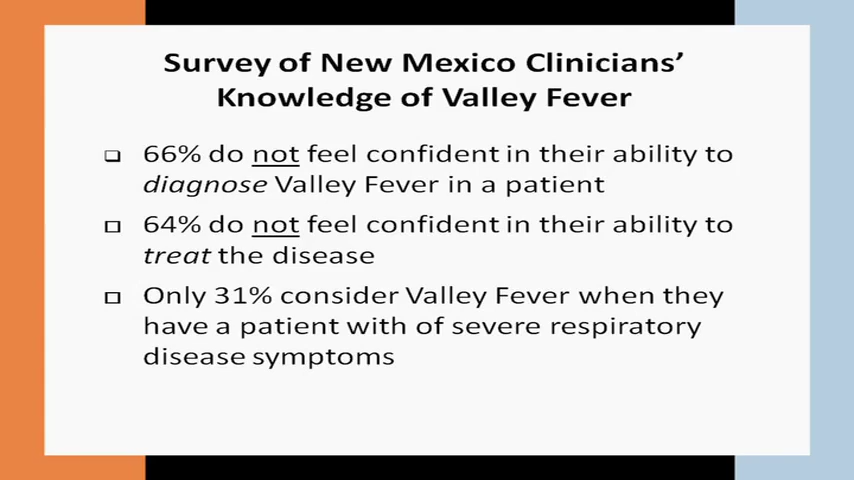 Survey of New Mexico Clinicians’
Knowledge of Valley Fever
❑ 66% do not feel confident in their ability to
diagnose Valley Fever in a patient
❑ 64% do not feel confident in their ability to
treat the disease
❑ Only 31% consider Valley Fever when they
have a patient with of severe respiratory
disease symptoms